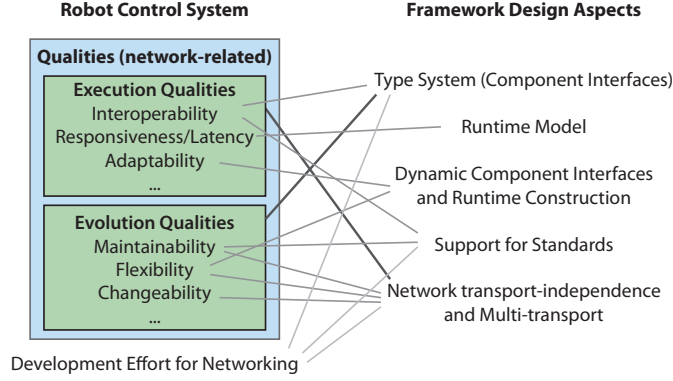 Robot Control System
Qualities (network-related)
Execution Qualities
Interoperability
Responsiveness/Latency
Adaptability
...
Evolution Qualities
Maintainability
Flexibility
Changeability
...
Development Effort for Networking
Framework Design Aspects
Type System (Component Interfaces)
Runtime Model
Dynamic Component Interfaces
and Runtime Construction
Support for Standards
Network transport-independence
and Multi-transport